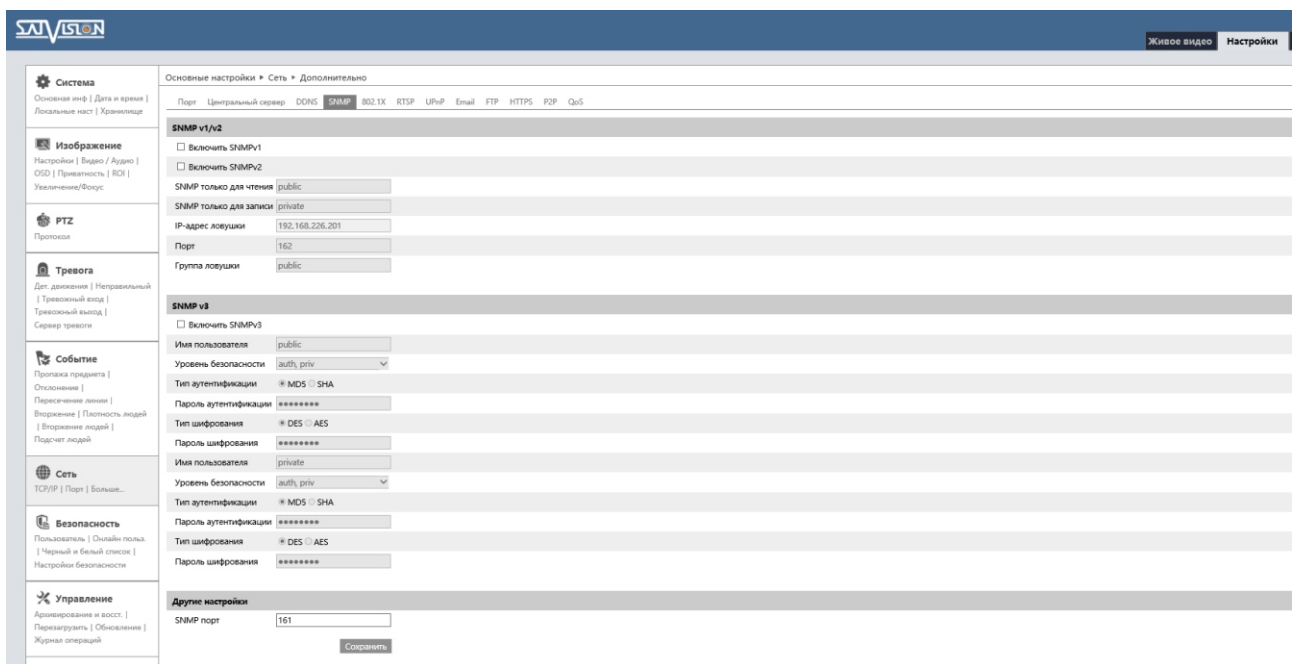 SATVISION
Живое видео Настройки
Система
Основная инф | Дата и время |
Локальные наст | Хранилище
Изображение
Настройки | Видео / Аудио |
OSD | Приватность | ROI |
Увеличение/Фокус
PTZ
Протокол
Тревога
Дет. движения | Неправильный
| Тревожный вход |
Тревожный выход |
Сервер тревоги
Событие
Пропажа предмета |
Отклонение |
Пересечение линии |
Вторжение | Плотность людей
| Вторжение людей |
Подсчет людей
Сеть
TCP/IP | Порт | Больше...
Безопасность
Пользователь | Онлайн польз.
| Черный и белый список |
Настройки безопасности
Управление
Архивирование и восст. |
Перезагрузить | Обновление |
Журнал операций
Основные настройки ▸ Сеть ▸ Дополнительно
Порт Центральный сервер DDNS SNMP 802.1X RTSP UPnP Email FTP HTTPS P2P QoS
SNMP v1/v2
Включить SNMPv1
Включить SNMPv2
SNMP только для чтения public
SNMP только для записи private
IP-адрес ловушки 192.168.226.201
Порт 162
Группа ловушки public
SNMP v3
Включить SNMPv3
Имя пользователя public
Уровень безопасности auth, priv
Тип аутентификации MD5 SHA
Пароль аутентификации ●●●●●●●●
Тип шифрования DES AES
Пароль шифрования ●●●●●●●●
Имя пользователя private
Уровень безопасности auth, priv
Тип аутентификации MD5 SHA
Пароль аутентификации ●●●●●●●●
Тип шифрования DES AES
Пароль шифрования ●●●●●●●●
Другие настройки
SNMP порт 161
Сохранить